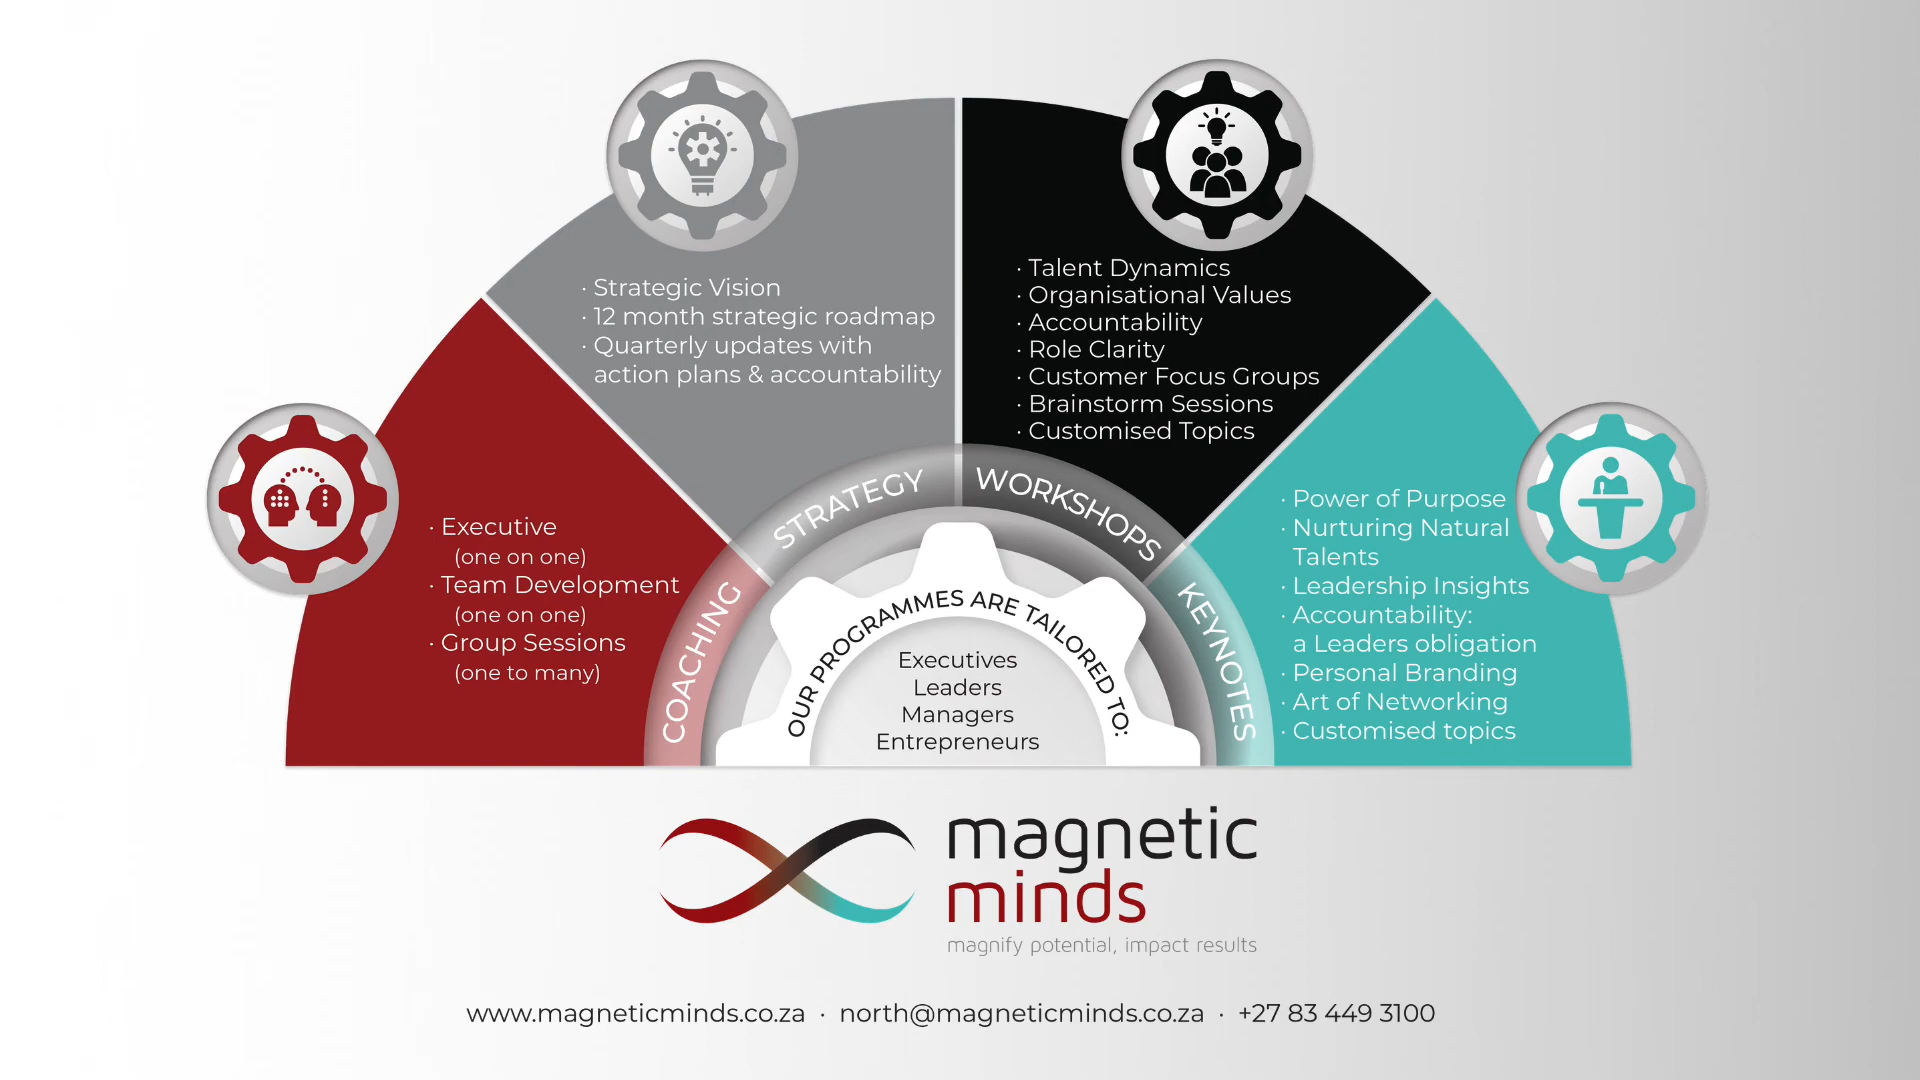 · Strategic Vision
· 12 month strategic roadmap
· Quarterly updates with
action plans & accountability
· Talent Dynamics
· Organisational Values
· Accountability
· Role Clarity
· Customer Focus Groups
· Brainstorm Sessions
· Customised Topics
· Executive
(one on one)
· Team Development
(one on one)
· Group Sessions
(one to many)
· Power of Purpose
· Nurturing Natural
Talents
· Leadership Insights
· Accountability:
a Leaders obligation
· Personal Branding
· Art of Networking
· Customised topics
COACHING
STRATEGY
WORKSHOPS
KEYNOTES
OUR PROGRAMMES ARE TAILORED TO:
Executives
Leaders
Managers
Entrepreneurs
magnetic
minds
magnify potential, impact results
www.magneticminds.co.za · north@magneticminds.co.za · +27 83 449 3100